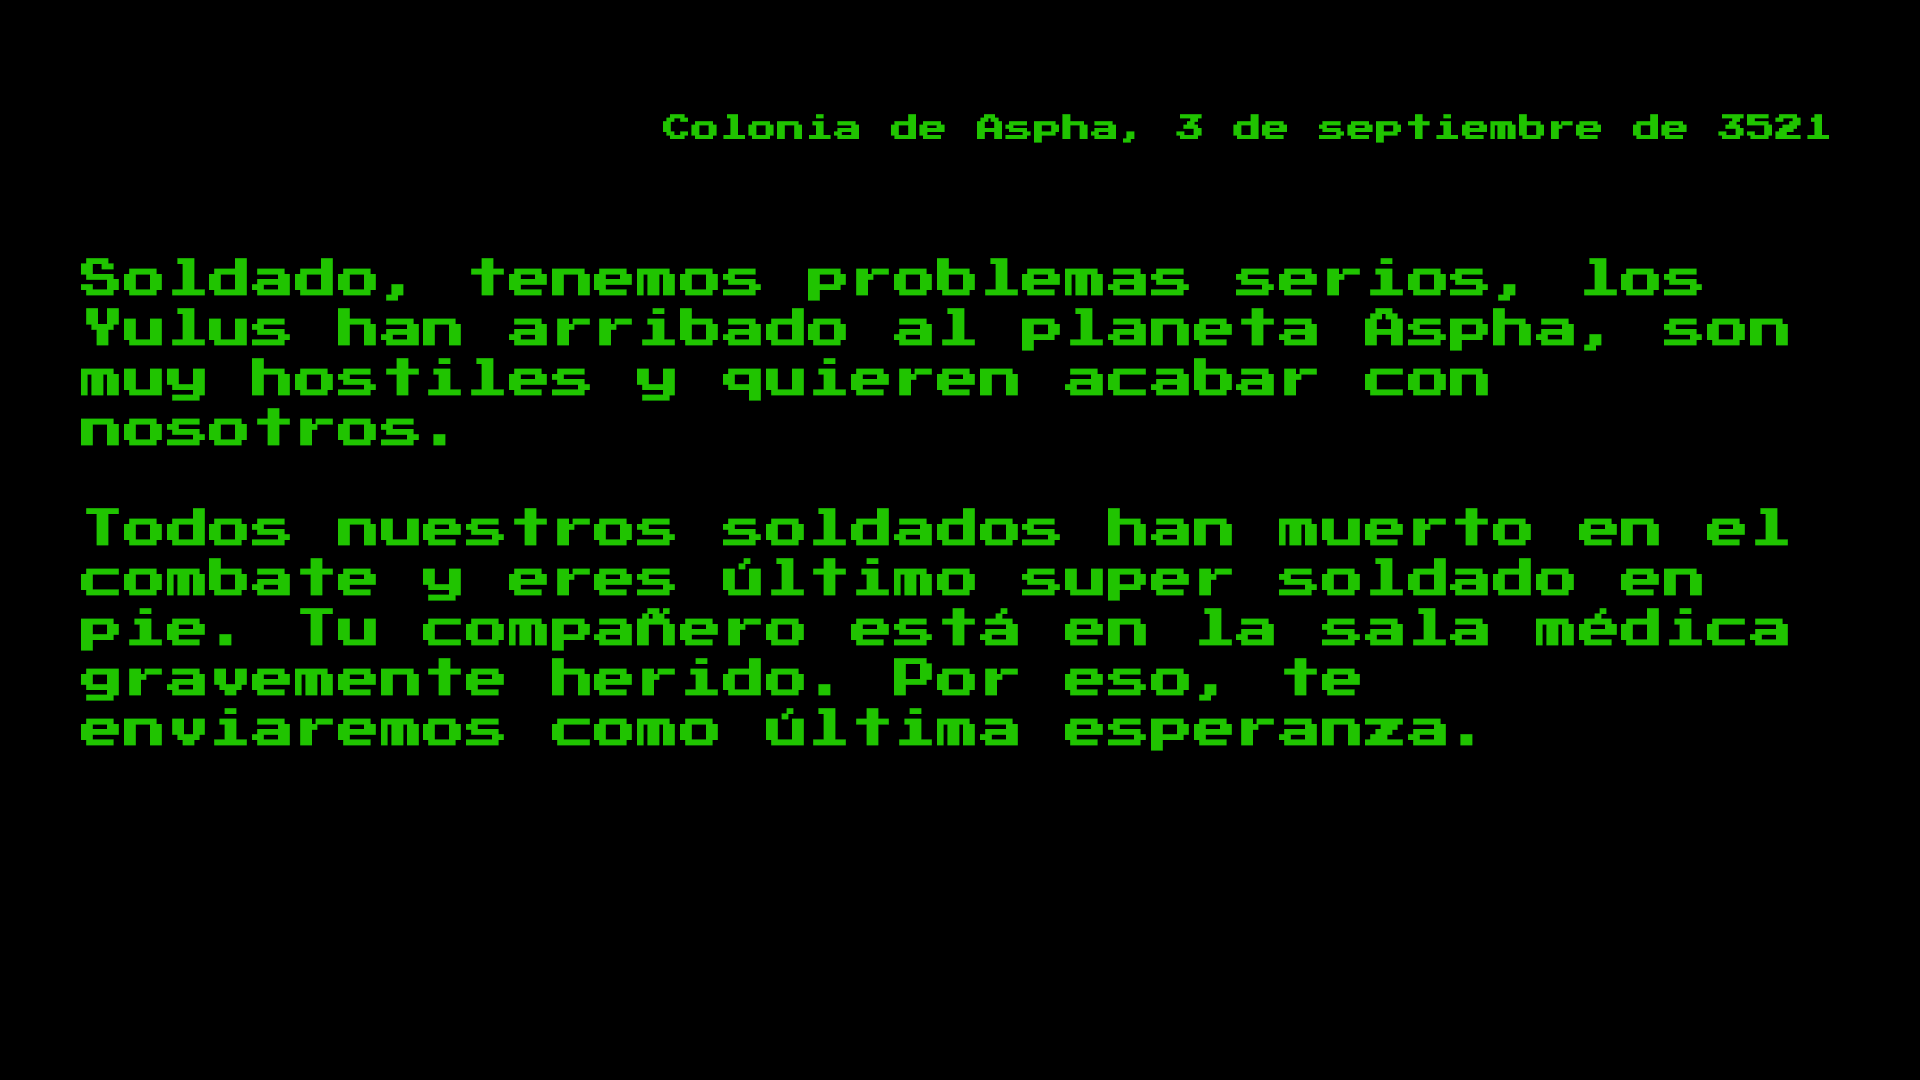 Colonia de Aspha, 3 de septiembre de 3521
Soldado, tenemos problemas serios, los
Yulus han arribado al planeta Aspha, son
muy hostiles y quieren acabar con
nosotros.
Todos nuestros soldados han muerto en el
combate y eres último super soldado en
pie. Tu compañero está en la sala médica
gravemente herido. Por eso, te
enviaremos como última esperanza.